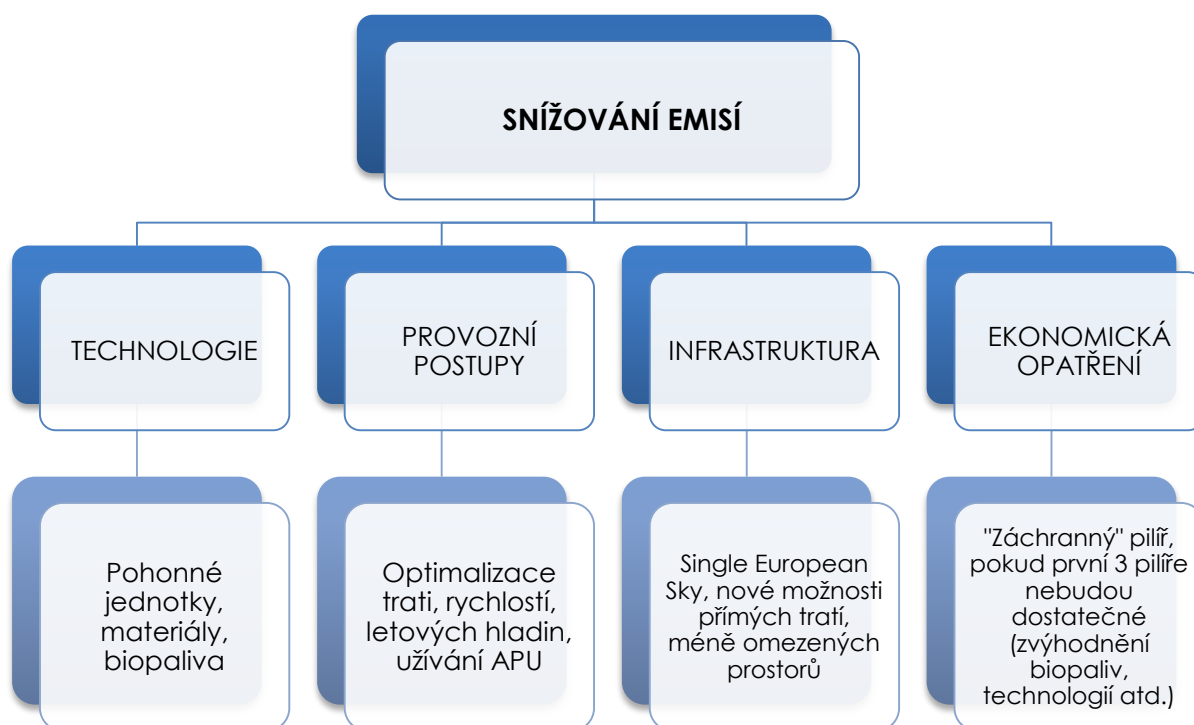 SNÍŽOVÁNÍ EMISÍ
TECHNOLOGIE
PROVOZNÍ
POSTUPY
INFRASTRUKTURA
EKONOMICKÁ
OPATŘENÍ
Pohonné
jednotky,
materiály,
biopaliva
Optimalizace
trati, rychlostí,
letových hladin,
užívání APU
Single European
Sky, nové možnosti
přímých tratí,
méně omezených
prostorů
"Záchranný" pilíř,
pokud první 3 pilíře
nebudou
dostatečné
(zvýhodnění
biopaliv,
technologií atd.)